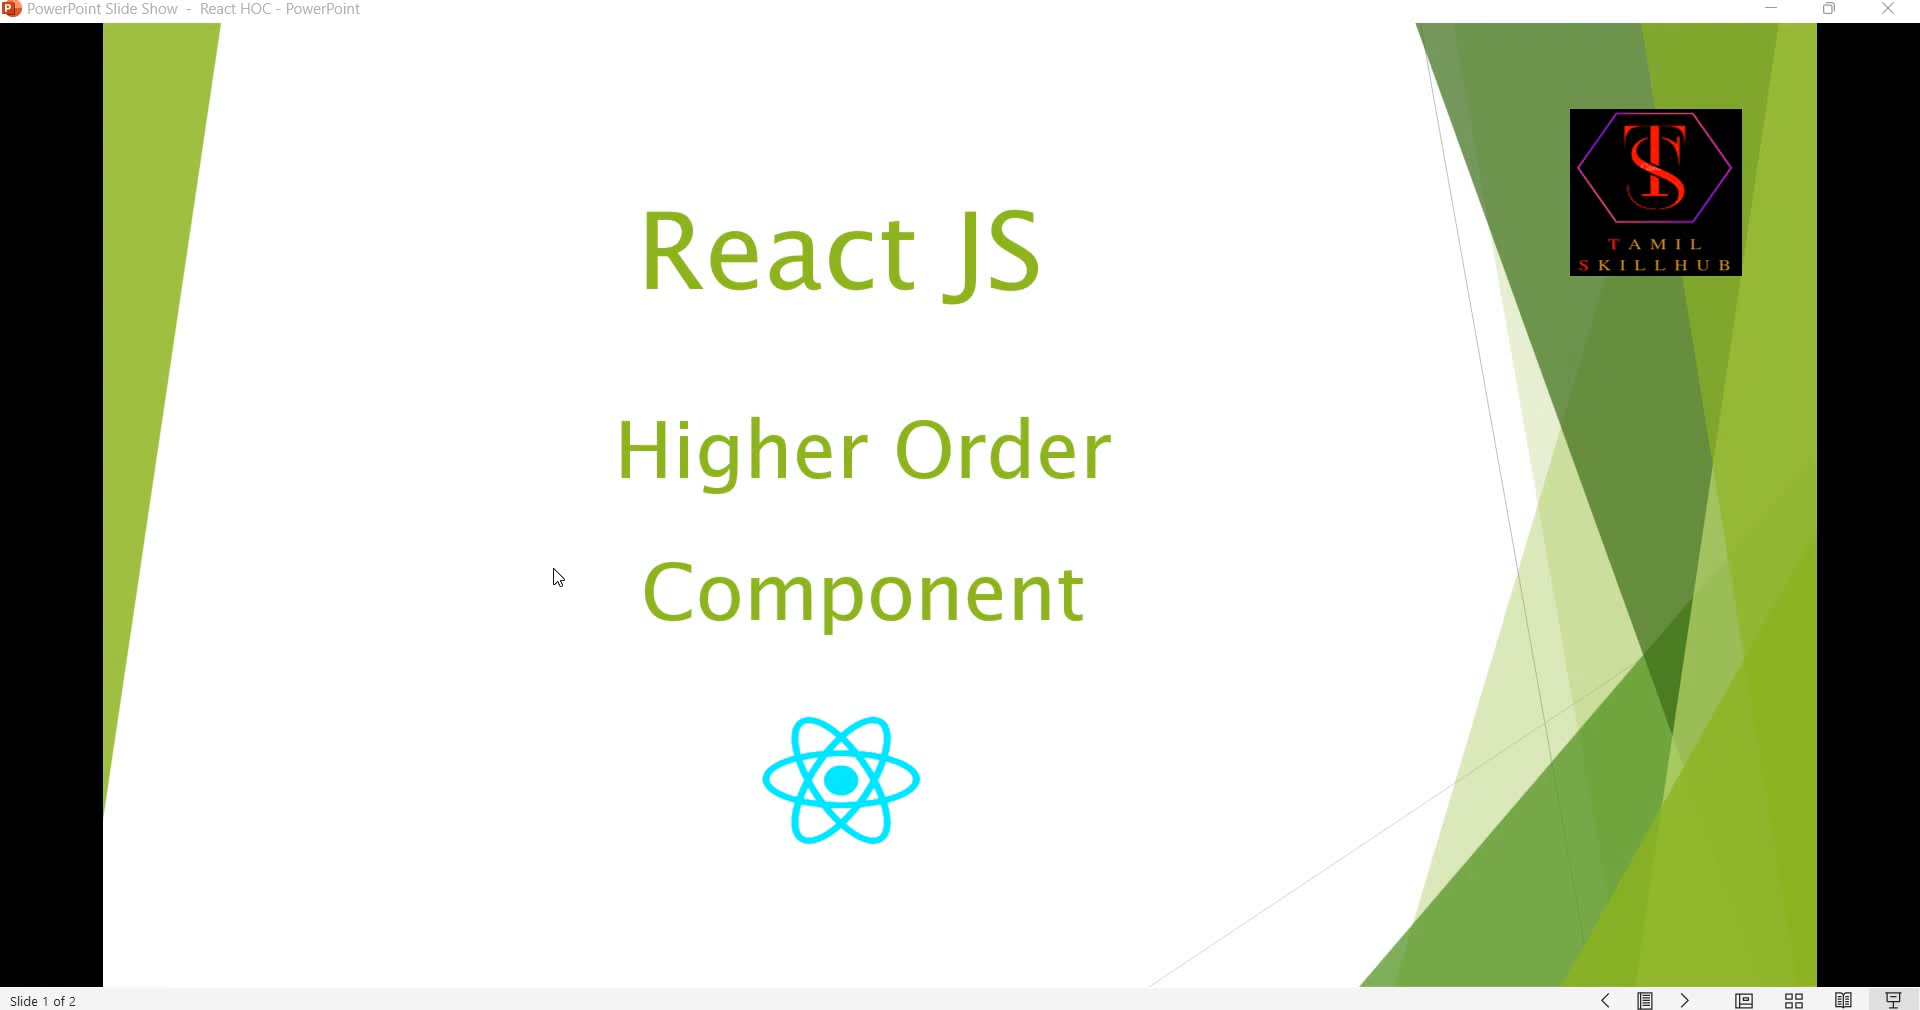 PowerPoint Slide Show - React HOC - PowerPoint
TAMIL
SKILLHUB
React JS
Higher Order
Component
Slide 1 of 2